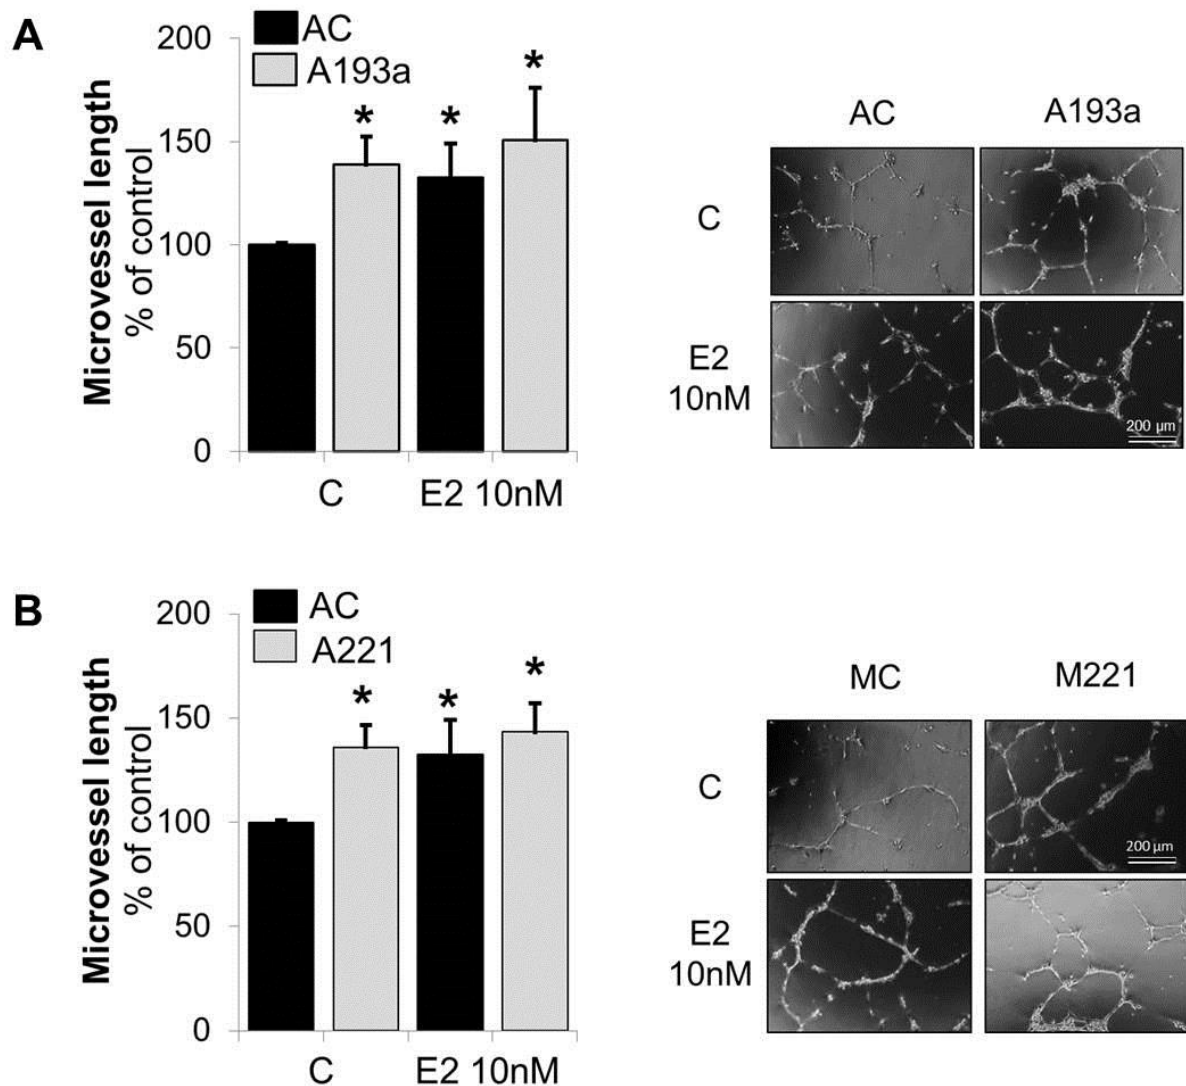 A
AC
A193a
200
150
100
50
0
Microvessel length
% of control
*
*
*
C
E2 10nM
AC
A193a
C
E2
10nM
200 µm
B
AC
A221
200
150
100
50
0
Microvessel length
% of control
*
*
*
C
E2 10nM
MC
M221
C
200 µm
E2
10nM